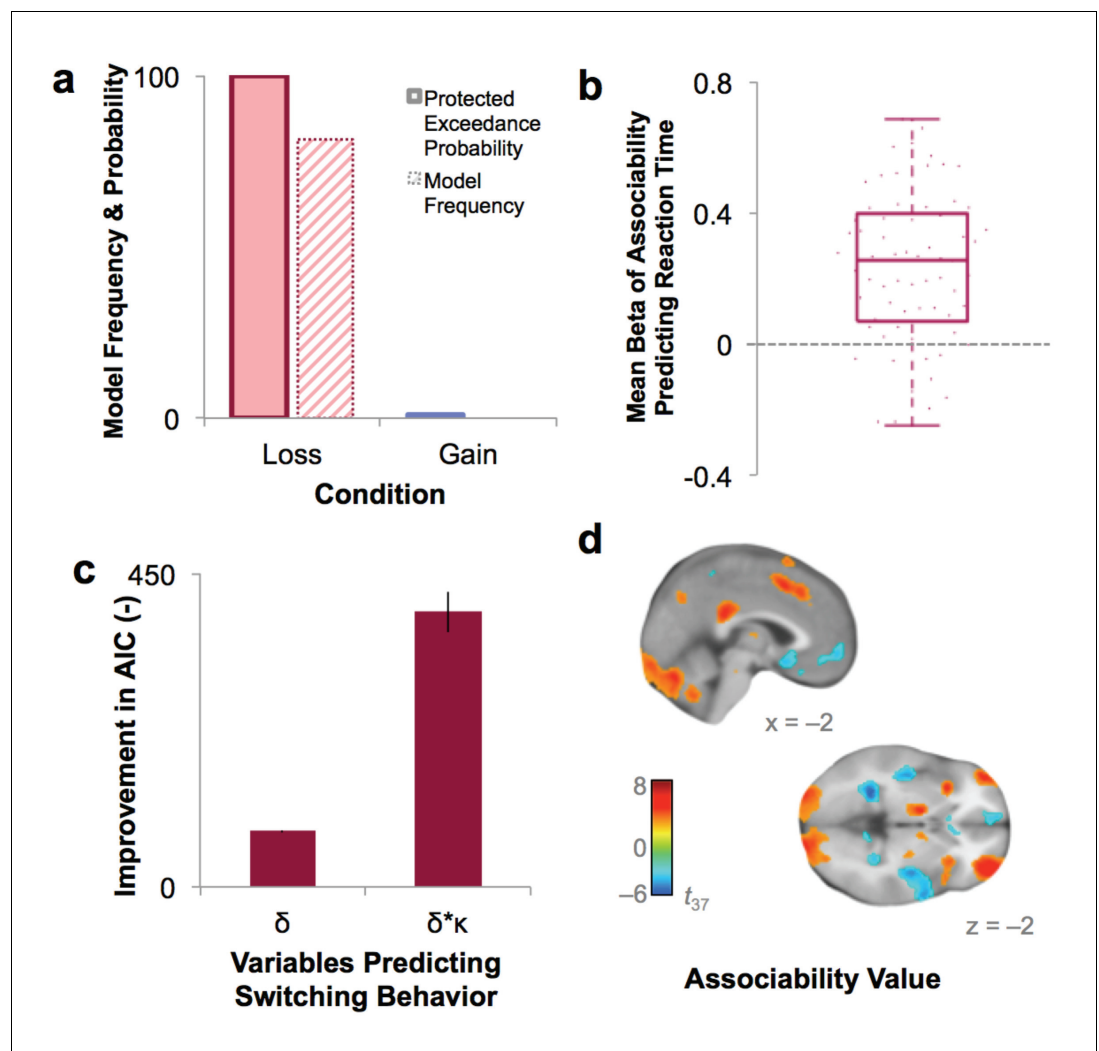 a
Model Frequency & Probability
100
0
Protected
Exceedance
Probability
Model
Frequency
Loss
Gain
Condition
b
Mean Beta of Associability
Predicting Reaction Time
0.8
0.4
0
-0.4
c
Improvement in AIC (-)
450
0
δ
δ*κ
Variables Predicting
Switching Behavior
d
x = –2
8
0
–6
t37
z = –2
Associability Value